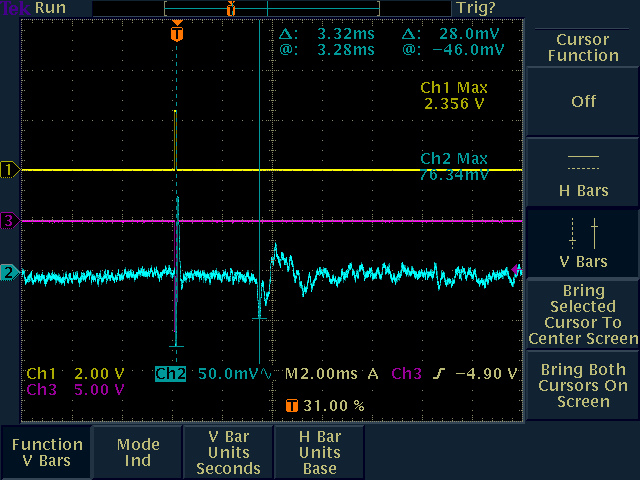 Tek Run
Trig?
Δ: 3.32ms Δ: 28.0mV
@: 3.28ms @: −46.0mV
Ch1 Max
2.356 V
Ch2 Max
76.34mV
T
T
1
3
2
Ch1 2.00 V Ch2 50.0mV∿ M2.00ms A Ch3 ƒ −4.90 V
Ch3 5.00 V
T 31.00 %
Cursor
Function
Off
H Bars
V Bars
Bring
Selected
Cursor To
Center Screen
Bring Both
Cursors On
Screen
Function
V Bars
Mode
Ind
V Bar
Units
Seconds
H Bar
Units
Base